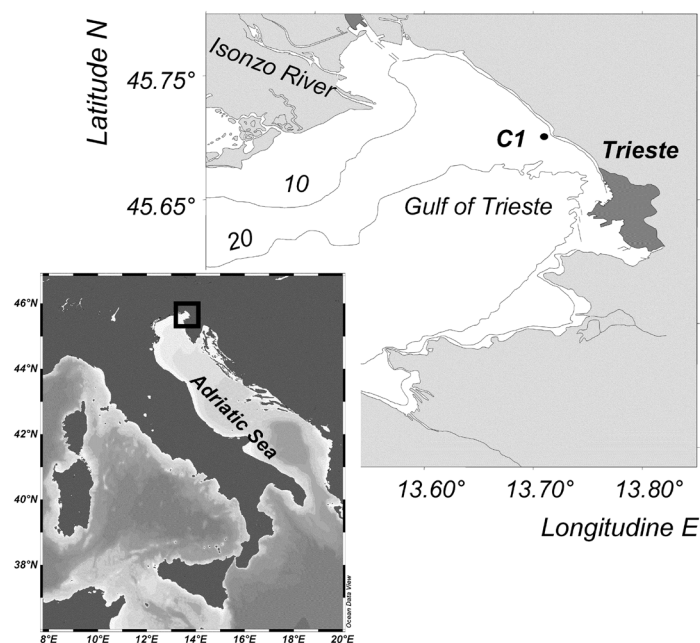 Latitude N
45.75°
45.65°
Isonzo River
C1
Trieste
10
Gulf of Trieste
20
13.60°
13.70°
13.80°
Longitudine E
46°N
44°N
42°N
40°N
38°N
Adriatic Sea
Ocean Data View
8°E
10°E
12°E
14°E
16°E
18°E
20°E